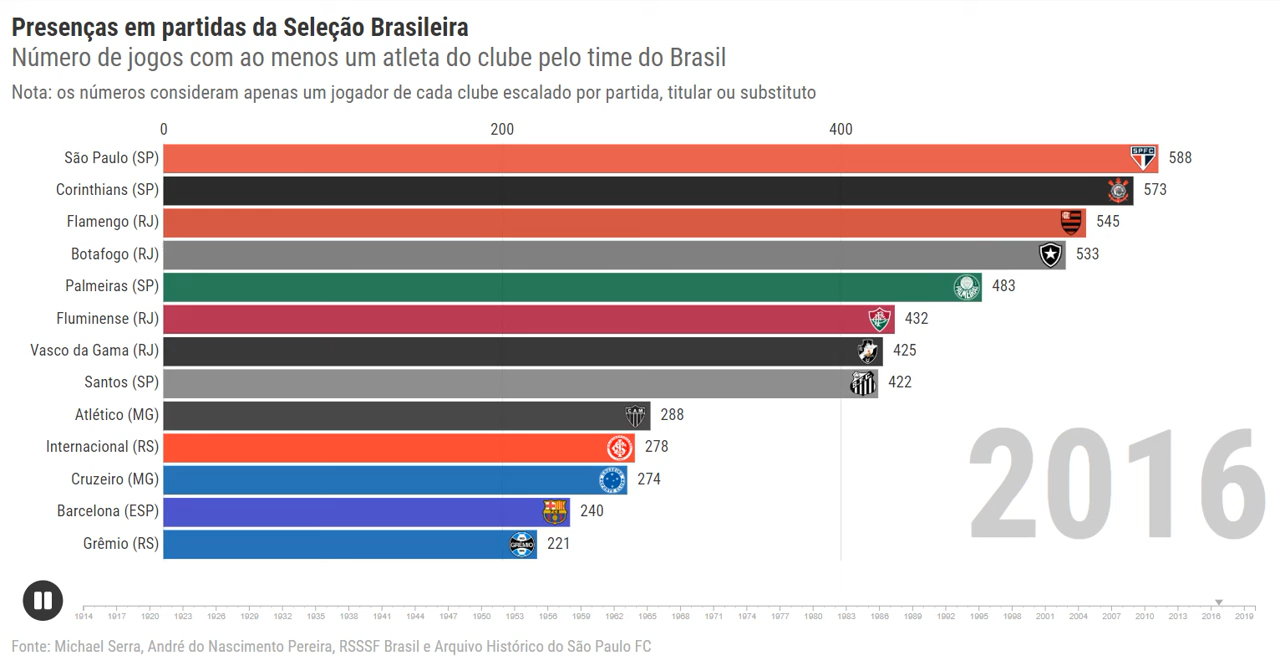 Presenças em partidas da Seleção Brasileira
Número de jogos com ao menos um atleta do clube pelo time do Brasil
Nota: os números consideram apenas um jogador de cada clube escalado por partida, titular ou substituto
0 200 400
São Paulo (SP) SPFC 588
Corinthians (SP) 573
Flamengo (RJ) 545
Botafogo (RJ) 533
Palmeiras (SP) 483
Fluminense (RJ) 432
Vasco da Gama (RJ) 425
Santos (SP) 422
Atlético (MG) CAM 288
Internacional (RS) 278
Cruzeiro (MG) 274
Barcelona (ESP) 240
Grêmio (RS) GRÊMIO 221
2016
1914 1917 1920 1923 1926 1929 1932 1935 1938 1941 1944 1947 1950 1953 1956 1959 1962 1965 1968 1971 1974 1977 1980 1983 1986 1989 1992 1995 1998 2001 2004 2007 2010 2013 2016 2019
Fonte: Michael Serra, André do Nascimento Pereira, RSSSF Brasil e Arquivo Histórico do São Paulo FC